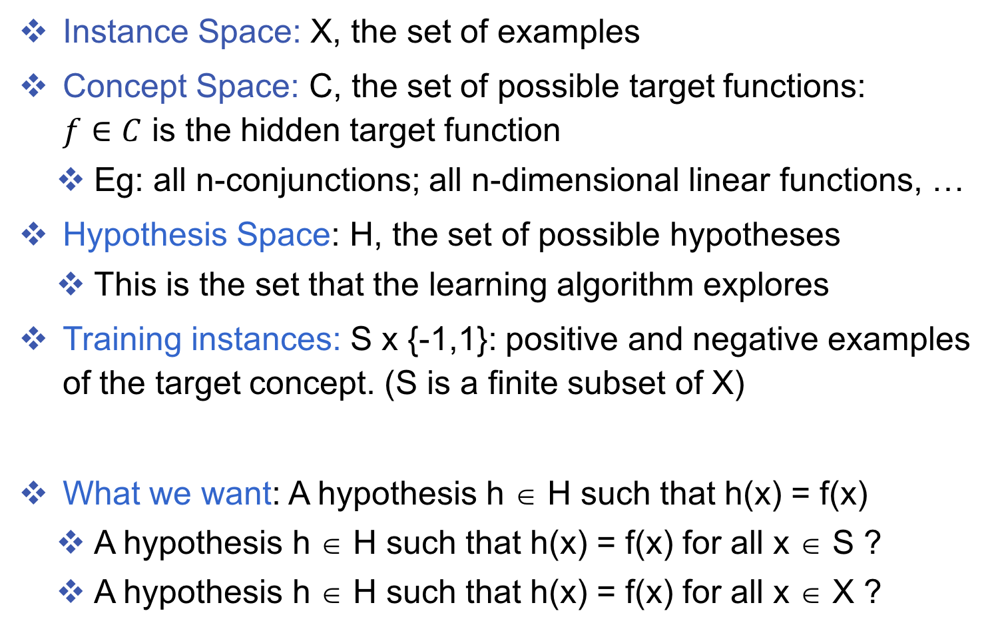 ❖ Instance Space: X, the set of examples
❖ Concept Space: C, the set of possible target functions:
f ∈ C is the hidden target function
❖ Eg: all n-conjunctions; all n-dimensional linear functions, …
❖ Hypothesis Space: H, the set of possible hypotheses
❖ This is the set that the learning algorithm explores
❖ Training instances: S x {-1,1}: positive and negative examples
of the target concept. (S is a finite subset of X)
❖ What we want: A hypothesis h ∈ H such that h(x) = f(x)
❖ A hypothesis h ∈ H such that h(x) = f(x) for all x ∈ S ?
❖ A hypothesis h ∈ H such that h(x) = f(x) for all x ∈ X ?